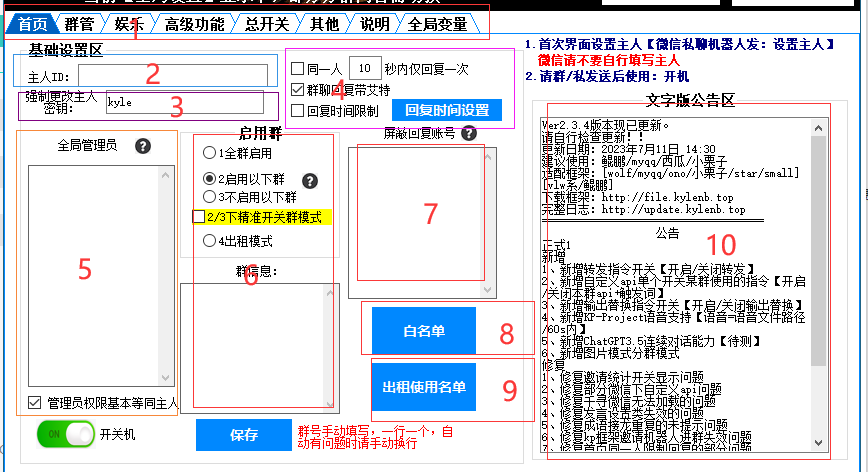 首页 群管 娱乐 高级功能 总开关 其他 说明 全局变量
1
基础设置区
主人ID:
2
强制更改主人
密钥:
kyle
3
同一人 10 秒内仅回复一次
群聊回复带艾特
回复时间限制
回复时间设置
4
1.首次界面设置主人【微信私聊机器人发：设置主人】
微信请不要自行填写主人
2.请群/私发送后使用：开机
全局管理员 ?
5
管理员权限基本等同主人
ON 开关机
启用群
1全群启用
2启用以下群 ?
3不启用以下群
2/3下精准开关群模式
4出租模式
群信息:
6
保存
群号手动填写，一行一个，自
动有问题时请手动换行
屏蔽回复账号 ?
7
白名单
8
出租使用名单
9
文字版公告区
Ver2.3.4版本现已更新。
请自行检查更新！！
更新日期：2023年7月11日 14:30
建议使用：鲲鹏/myqq/西瓜/小栗子
适配框架：[wolf/myq/ono/小栗子/star/small]
[vlw系/鲲鹏]
下载框架：http://file.kylenb.top
完整日志：http://update.kylenb.top
公告
10
正式1
新增
1、新增转发指令开关【开启/关闭转发】
2、新增自定义api单个开关某群使用的指令【开启
/关闭本群api+触发词】
3、新增输出替换指令开关【开启/关闭输出替换】
4、新增KP-Project语音支持【语音=语音文件路径
/60s内】
5、新增ChatGPT3.5连续对话能力【待测】
6、新增图片模式分群模式
修复
1、修复邀请统计开关显示问题
2、修复部分微信下自定义api问题
3、修复千寻微信无法加载的问题
4、修复发言设置类失效的问题
5、修复成语接龙重复的未提示问题
6、修复kp框架邀请机器人进群失效问题
7、修复首页同一人限制回复的部分问题